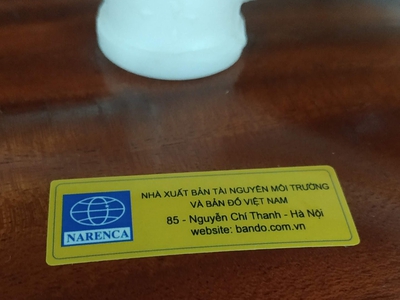 NHÀ XUẤT BẢN TÀI NGUYÊN MÔI TRƯỜNG
VÀ BẢN ĐỒ VIỆT NAM
85 - Nguyễn Chí Thanh - Hà Nội
website: bando.com.vn
NARENCA